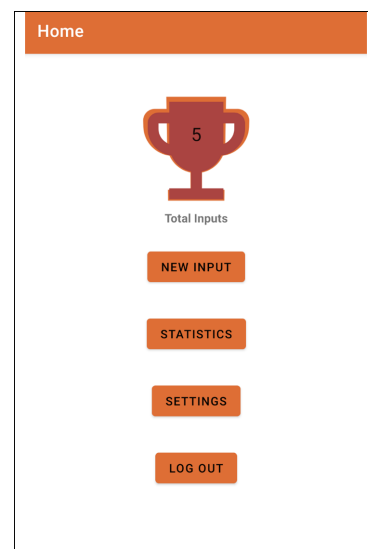 Home
5
Total Inputs
NEW INPUT
STATISTICS
SETTINGS
LOG OUT